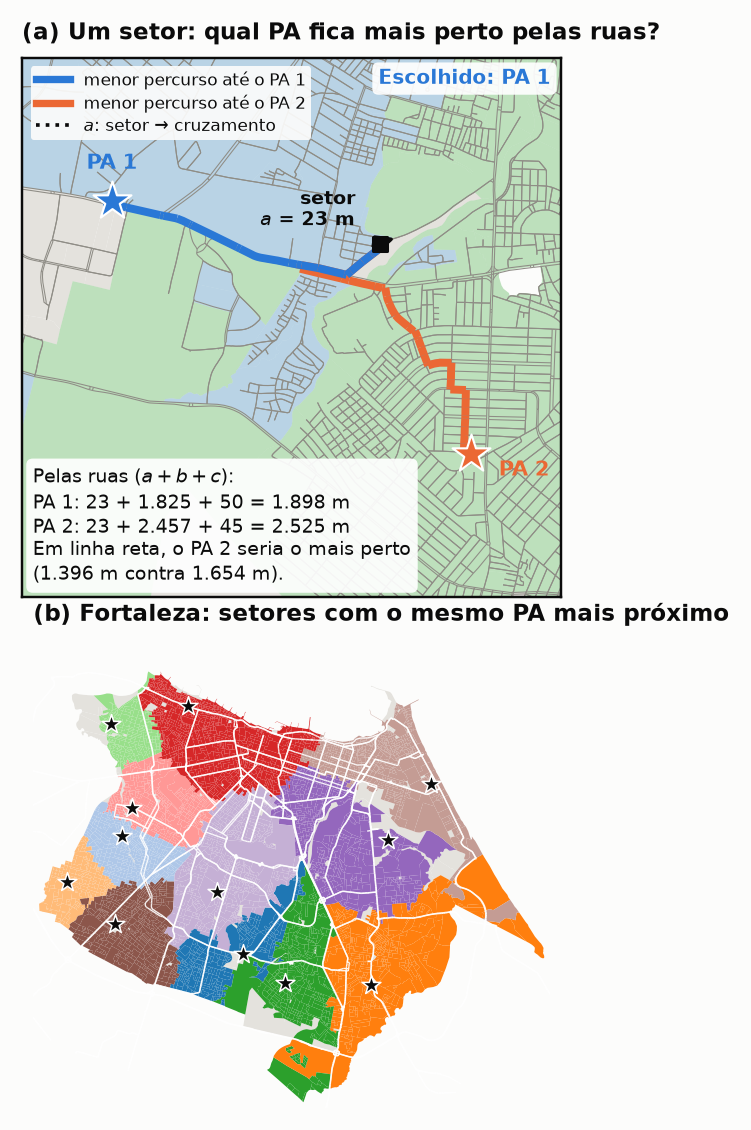 (a) Um setor: qual PA fica mais perto pelas ruas?
menor percurso até o PA 1
menor percurso até o PA 2
a: setor → cruzamento
Escolhido: PA 1
PA 1
setor
a = 23 m
PA 2
Pelas ruas (a + b + c):
PA 1: 23 + 1.825 + 50 = 1.898 m
PA 2: 23 + 2.457 + 45 = 2.525 m
Em linha reta, o PA 2 seria o mais perto
(1.396 m contra 1.654 m).
(b) Fortaleza: setores com o mesmo PA mais próximo